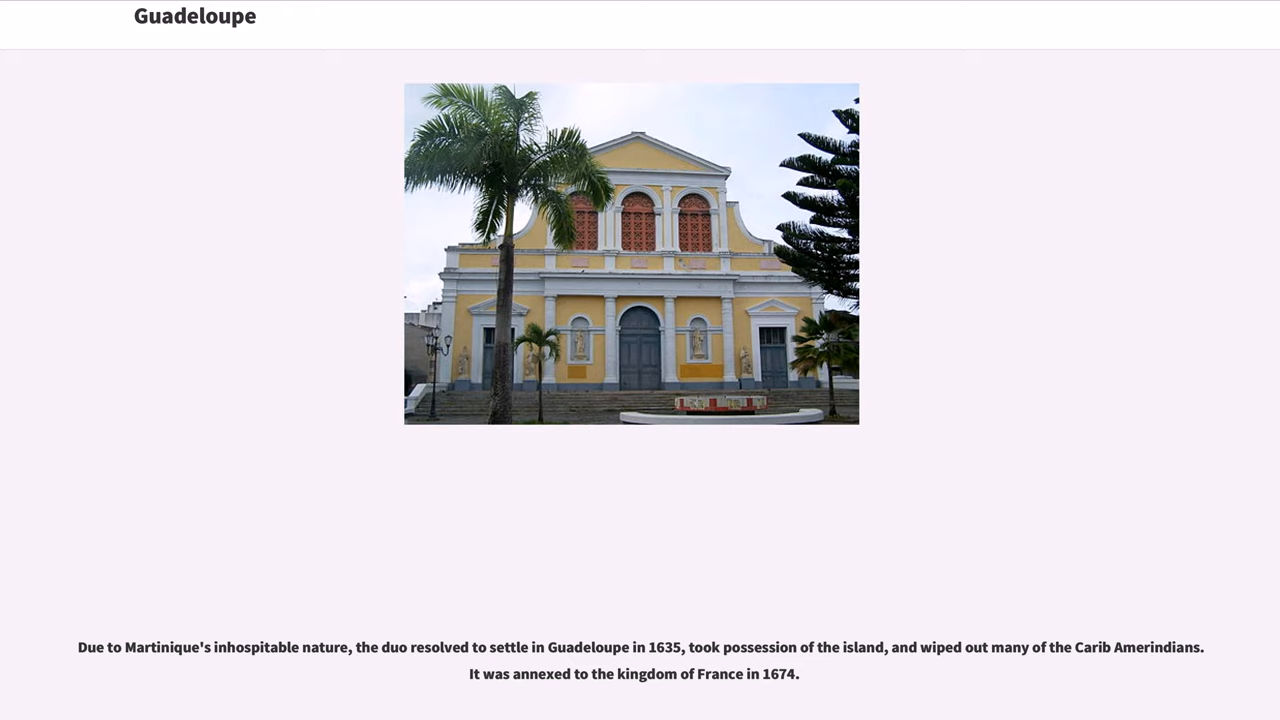 Guadeloupe
Due to Martinique's inhospitable nature, the duo resolved to settle in Guadeloupe in 1635, took possession of the island, and wiped out many of the Carib Amerindians.
It was annexed to the kingdom of France in 1674.